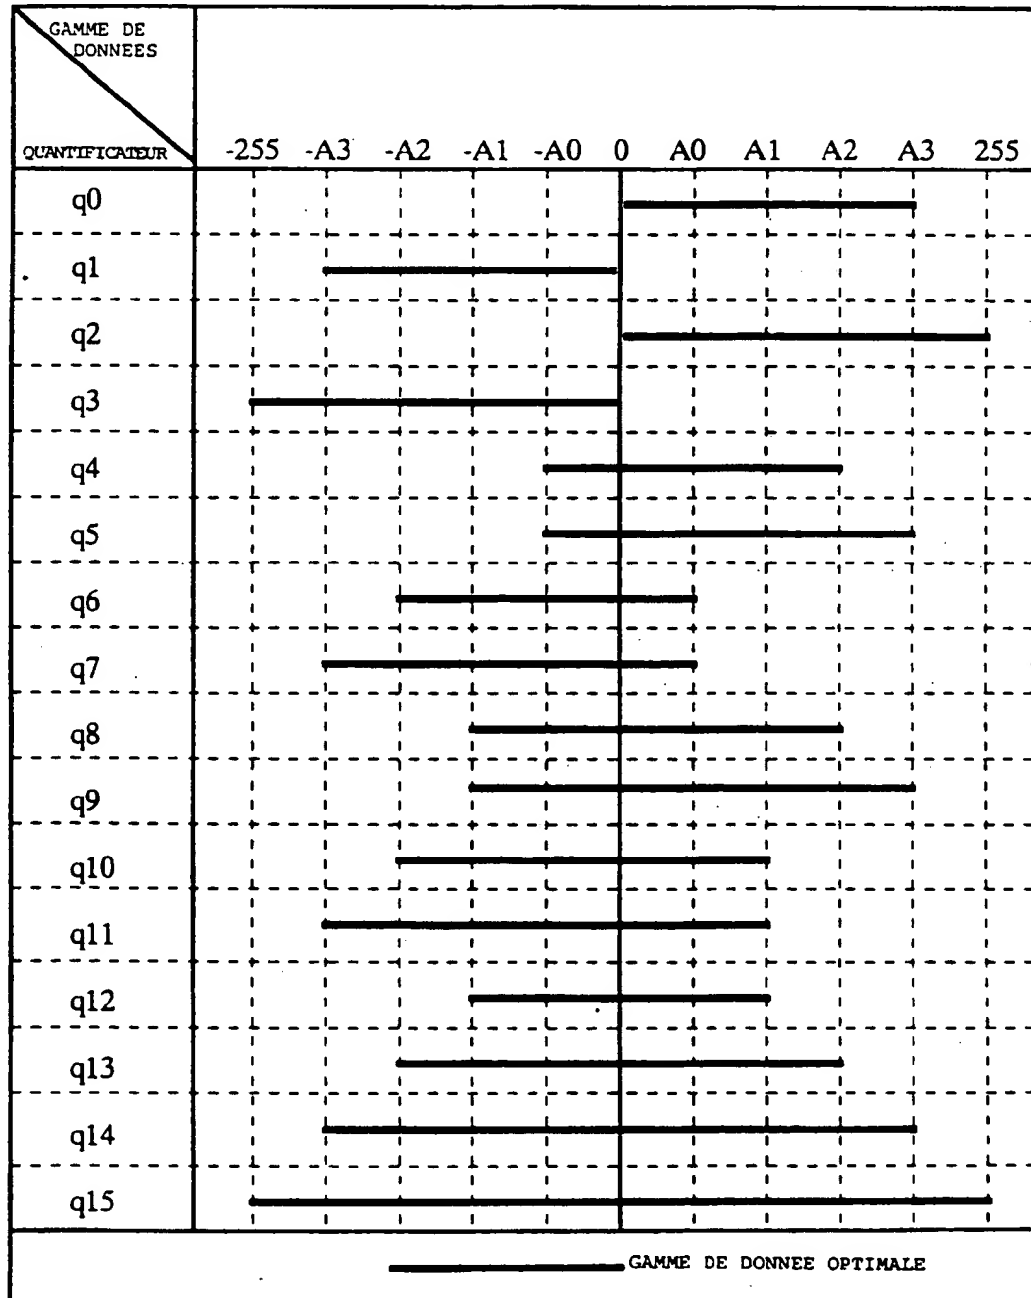 GAMME DE
DONNEES
QUANTIFICATEUR
-255 -A3 -A2 -A1 -A0 0 A0 A1 A2 A3 255
q0
q1
q2
q3
q4
q5
q6
q7
q8
q9
q10
q11
q12
q13
q14
q15
GAMME DE DONNEE OPTIMALE